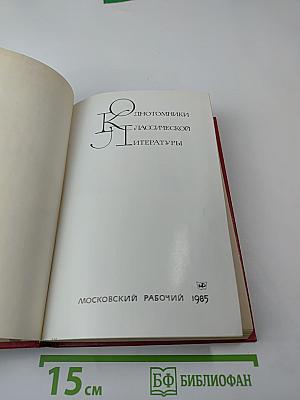 Однотомники
Классической
Литературы
МОСКОВСКИЙ РАБОЧИЙ 1985
15 см
БФ БИБЛИОФАН